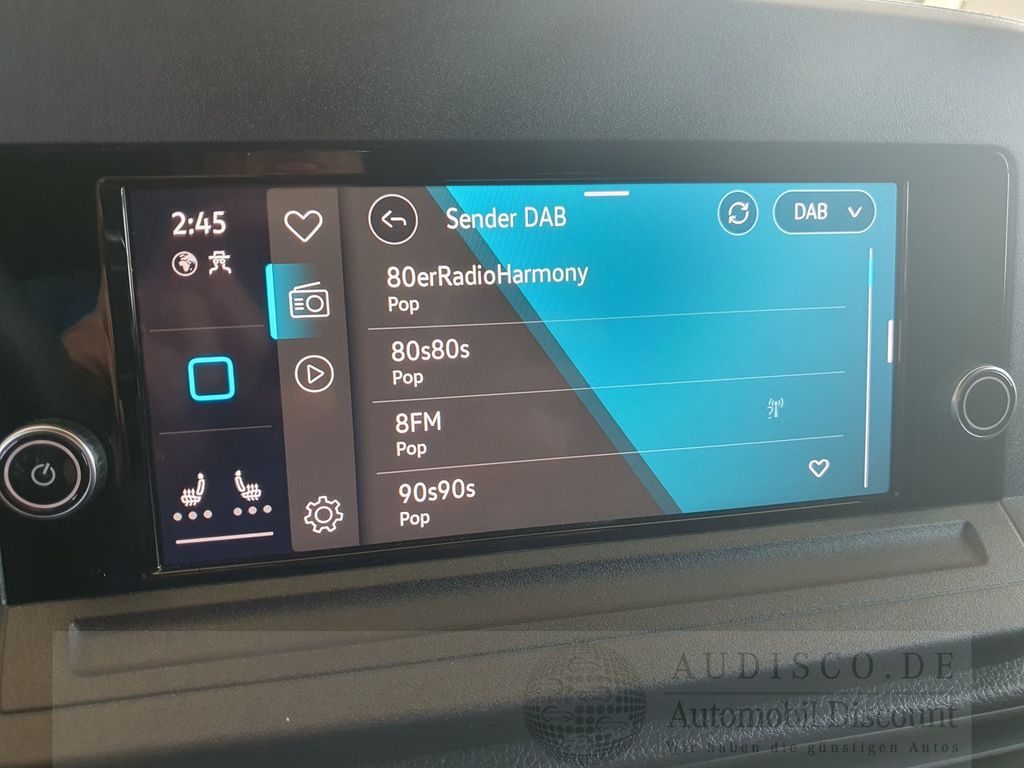 2:45
Sender DAB
DAB
80erRadioHarmony
Pop
80s80s
Pop
8FM
Pop
90s90s
Pop
AUDISCO.DE
Automobil Discount
Wir haben die günstigen Autos